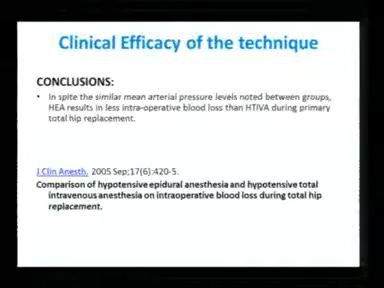 Clinical Efficacy of the technique
CONCLUSIONS:
• In spite the similar mean arterial pressure levels noted between groups,
HEA results in less intra-operative blood loss than HTIVA during primary
total hip replacement.
J Clin Anesth. 2005 Sep;17(6):420-5.
Comparison of hypotensive epidural anesthesia and hypotensive total
intravenous anesthesia on intraoperative blood loss during total hip
replacement.